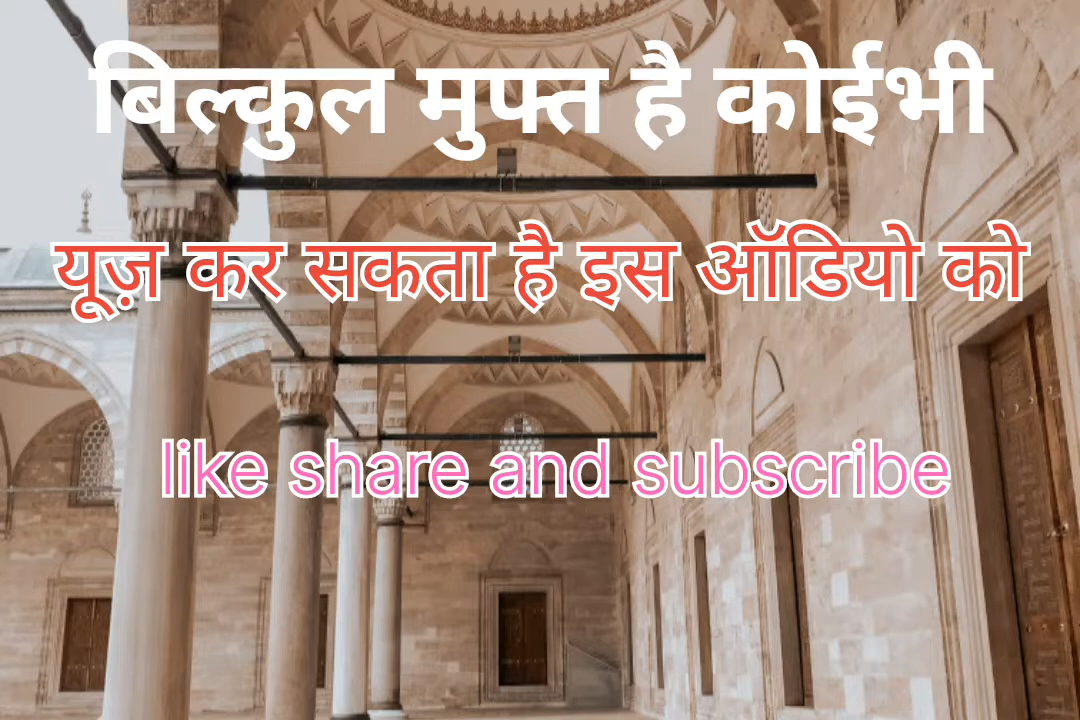 बिल्कुल मुफ्त है कोईभी
यूज़ कर सकता है इस ऑडियो को
like share and subscribe